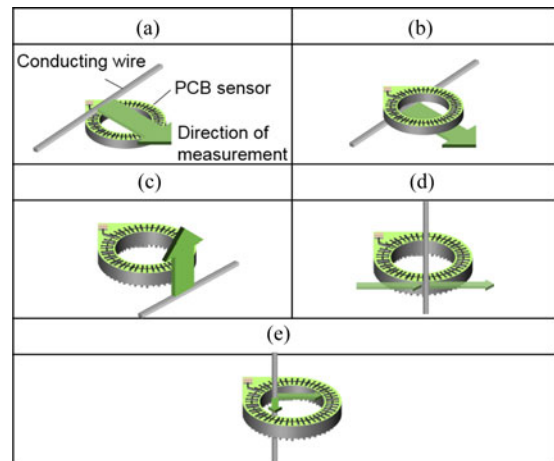 (a)
(b)
Conducting wire
PCB sensor
Direction of
measurement
(c)
(d)
(e)